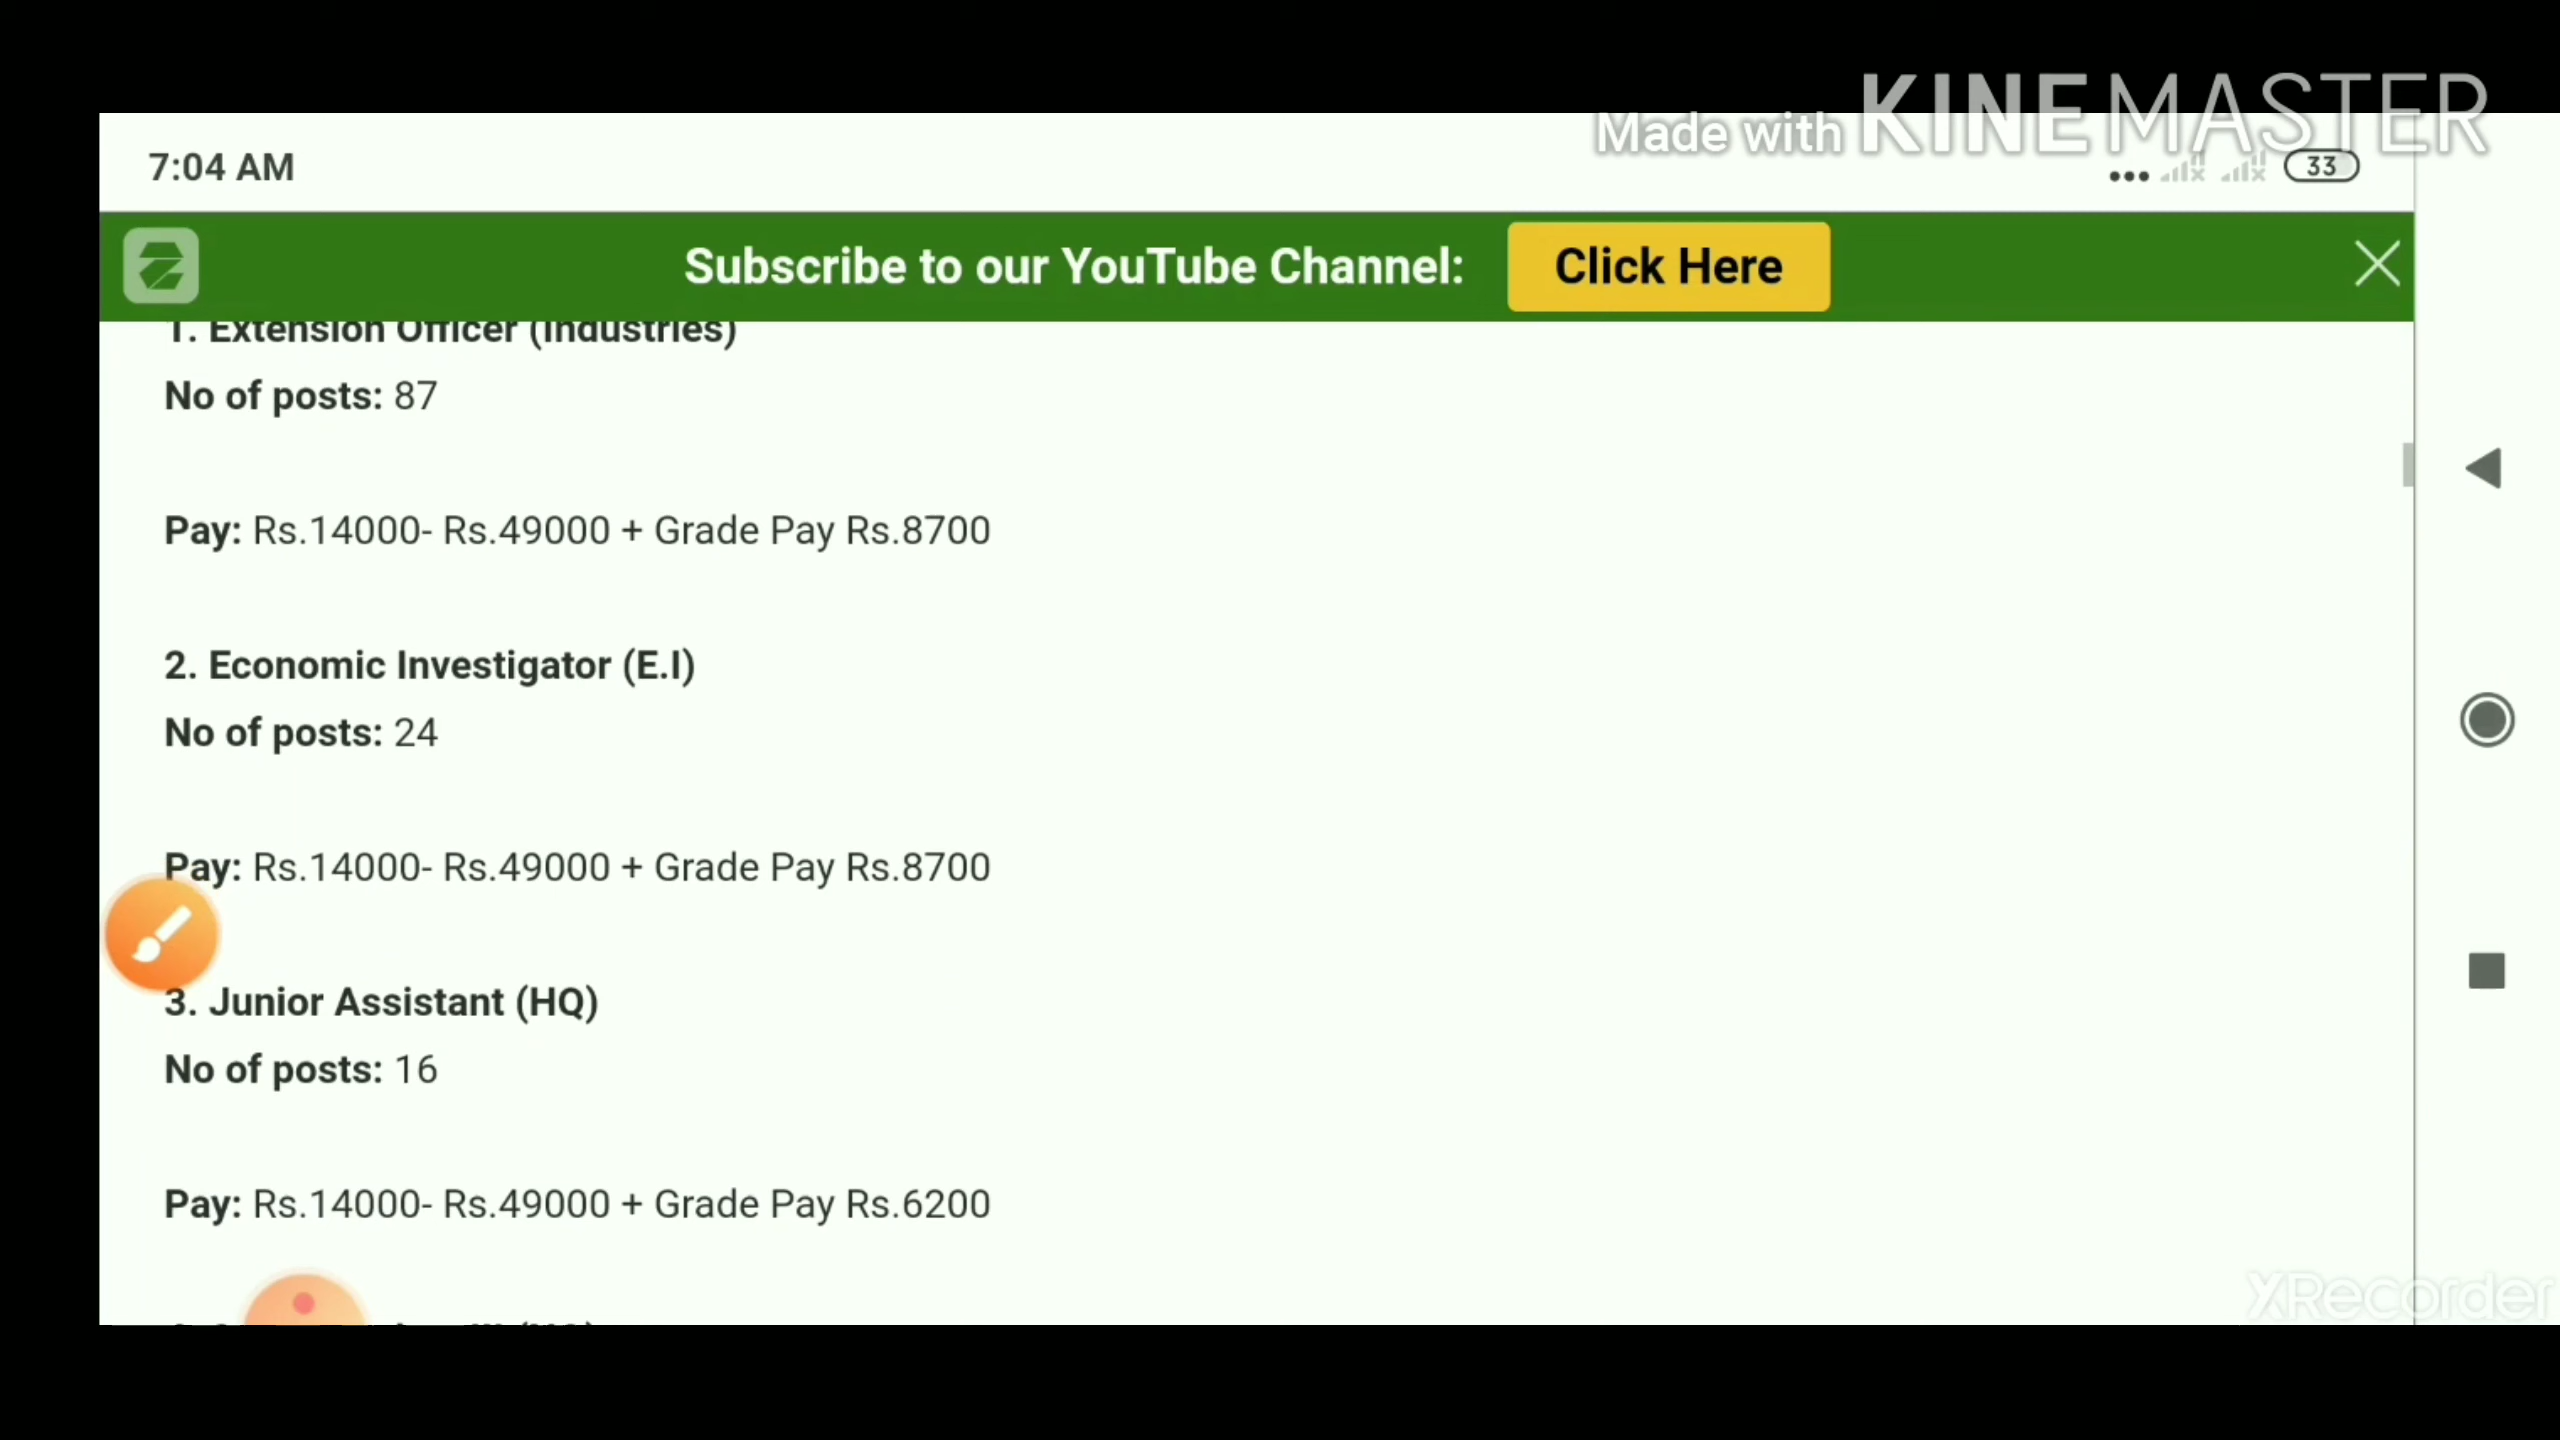 Made with KINEMASTER
7:04 AM
33
Subscribe to our YouTube Channel: Click Here
1. Extension Officer (Industries)
No of posts: 87
Pay: Rs.14000- Rs.49000 + Grade Pay Rs.8700
2. Economic Investigator (E.I)
No of posts: 24
Pay: Rs.14000- Rs.49000 + Grade Pay Rs.8700
3. Junior Assistant (HQ)
No of posts: 16
Pay: Rs.14000- Rs.49000 + Grade Pay Rs.6200
XRecorder